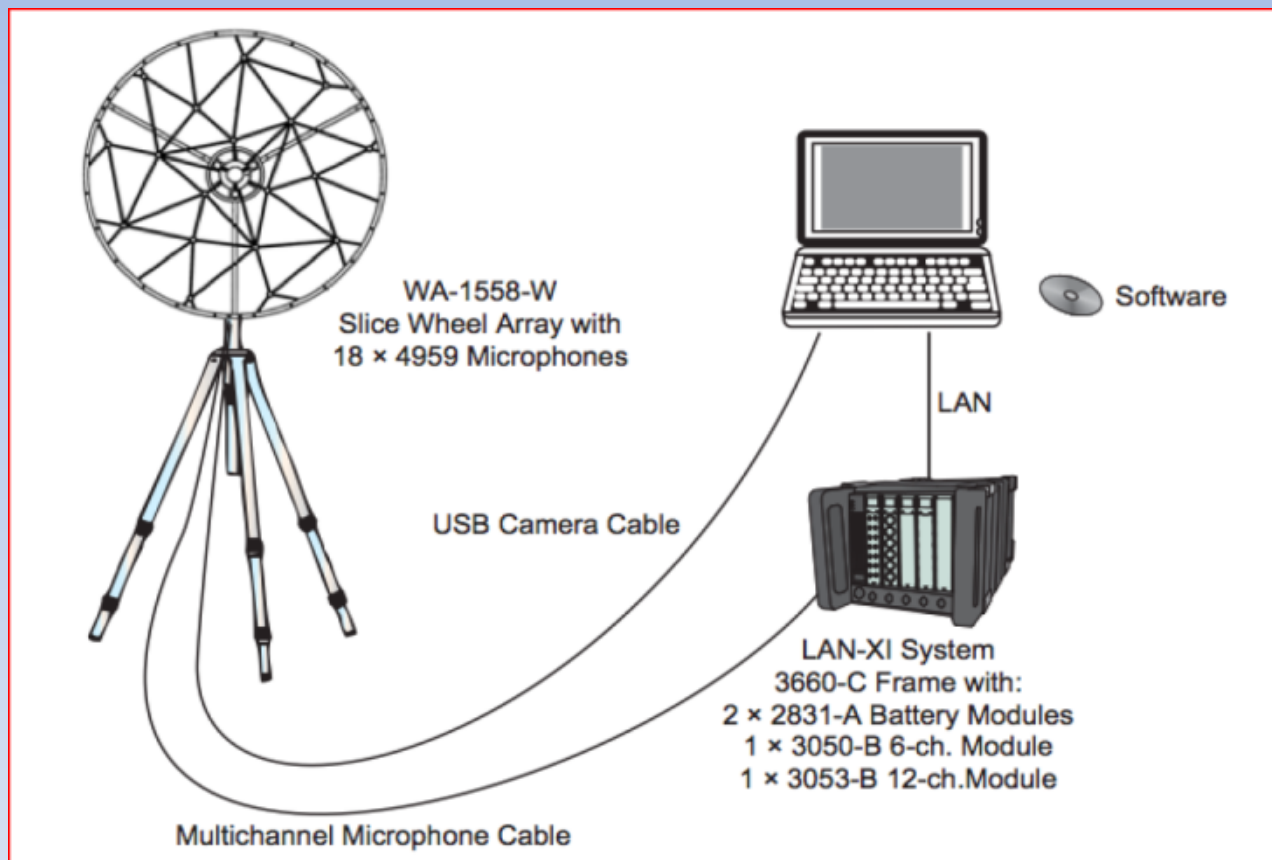 WA-1558-W
Slice Wheel Array with
18 × 4959 Microphones
Software
LAN
USB Camera Cable
LAN-XI System
3660-C Frame with:
2 × 2831-A Battery Modules
1 × 3050-B 6-ch. Module
1 × 3053-B 12-ch.Module
Multichannel Microphone Cable